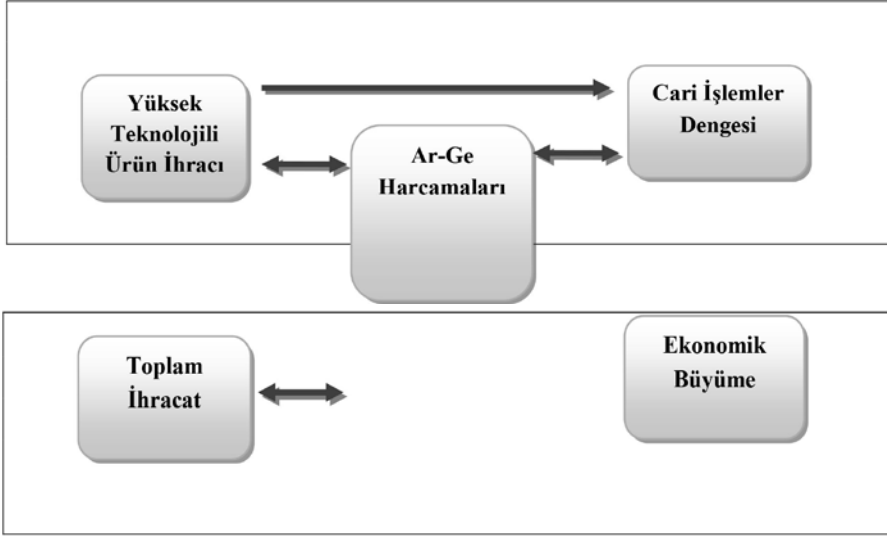 Yüksek
Teknolojili
Ürün İhracı
Ar-Ge
Harcamaları
Cari İşlemler
Dengesi
Toplam
İhracat
Ekonomik
Büyüme